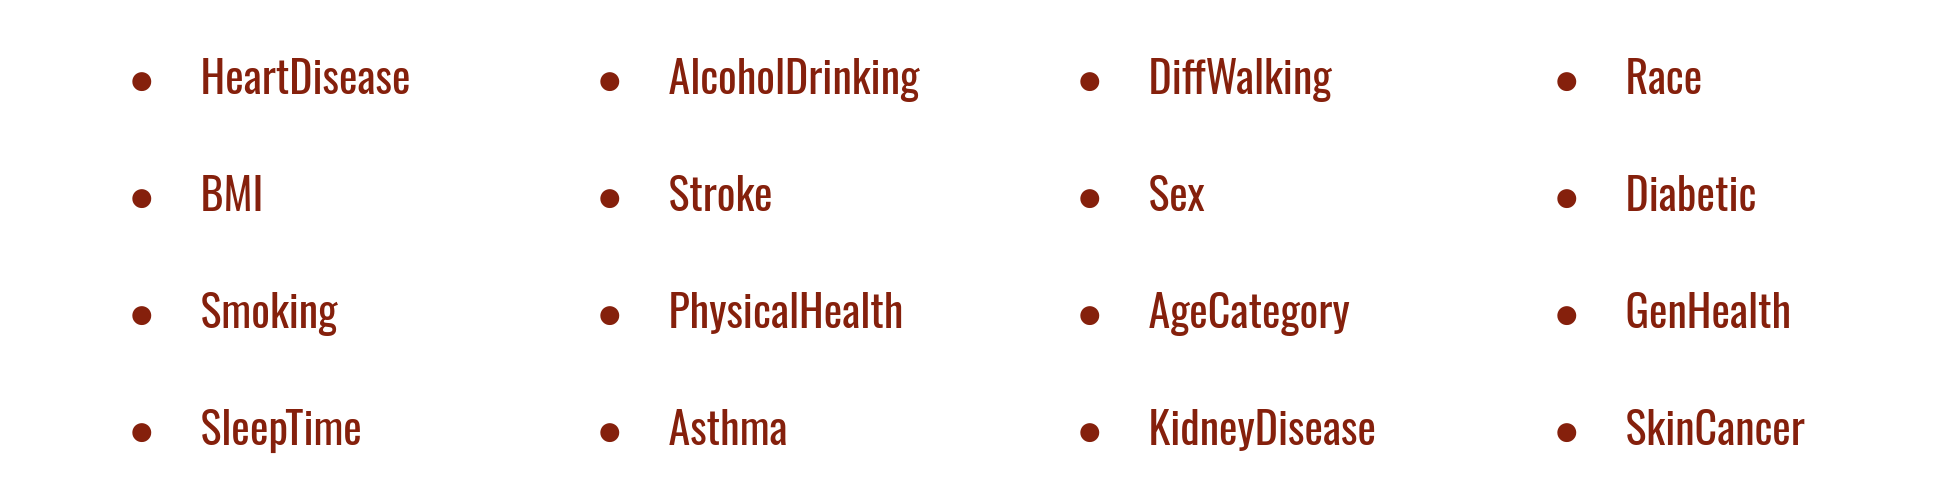 ● HeartDisease ● AlcoholDrinking ● DiffWalking ● Race
● BMI ● Stroke ● Sex ● Diabetic
● Smoking ● PhysicalHealth ● AgeCategory ● GenHealth
● SleepTime ● Asthma ● KidneyDisease ● SkinCancer